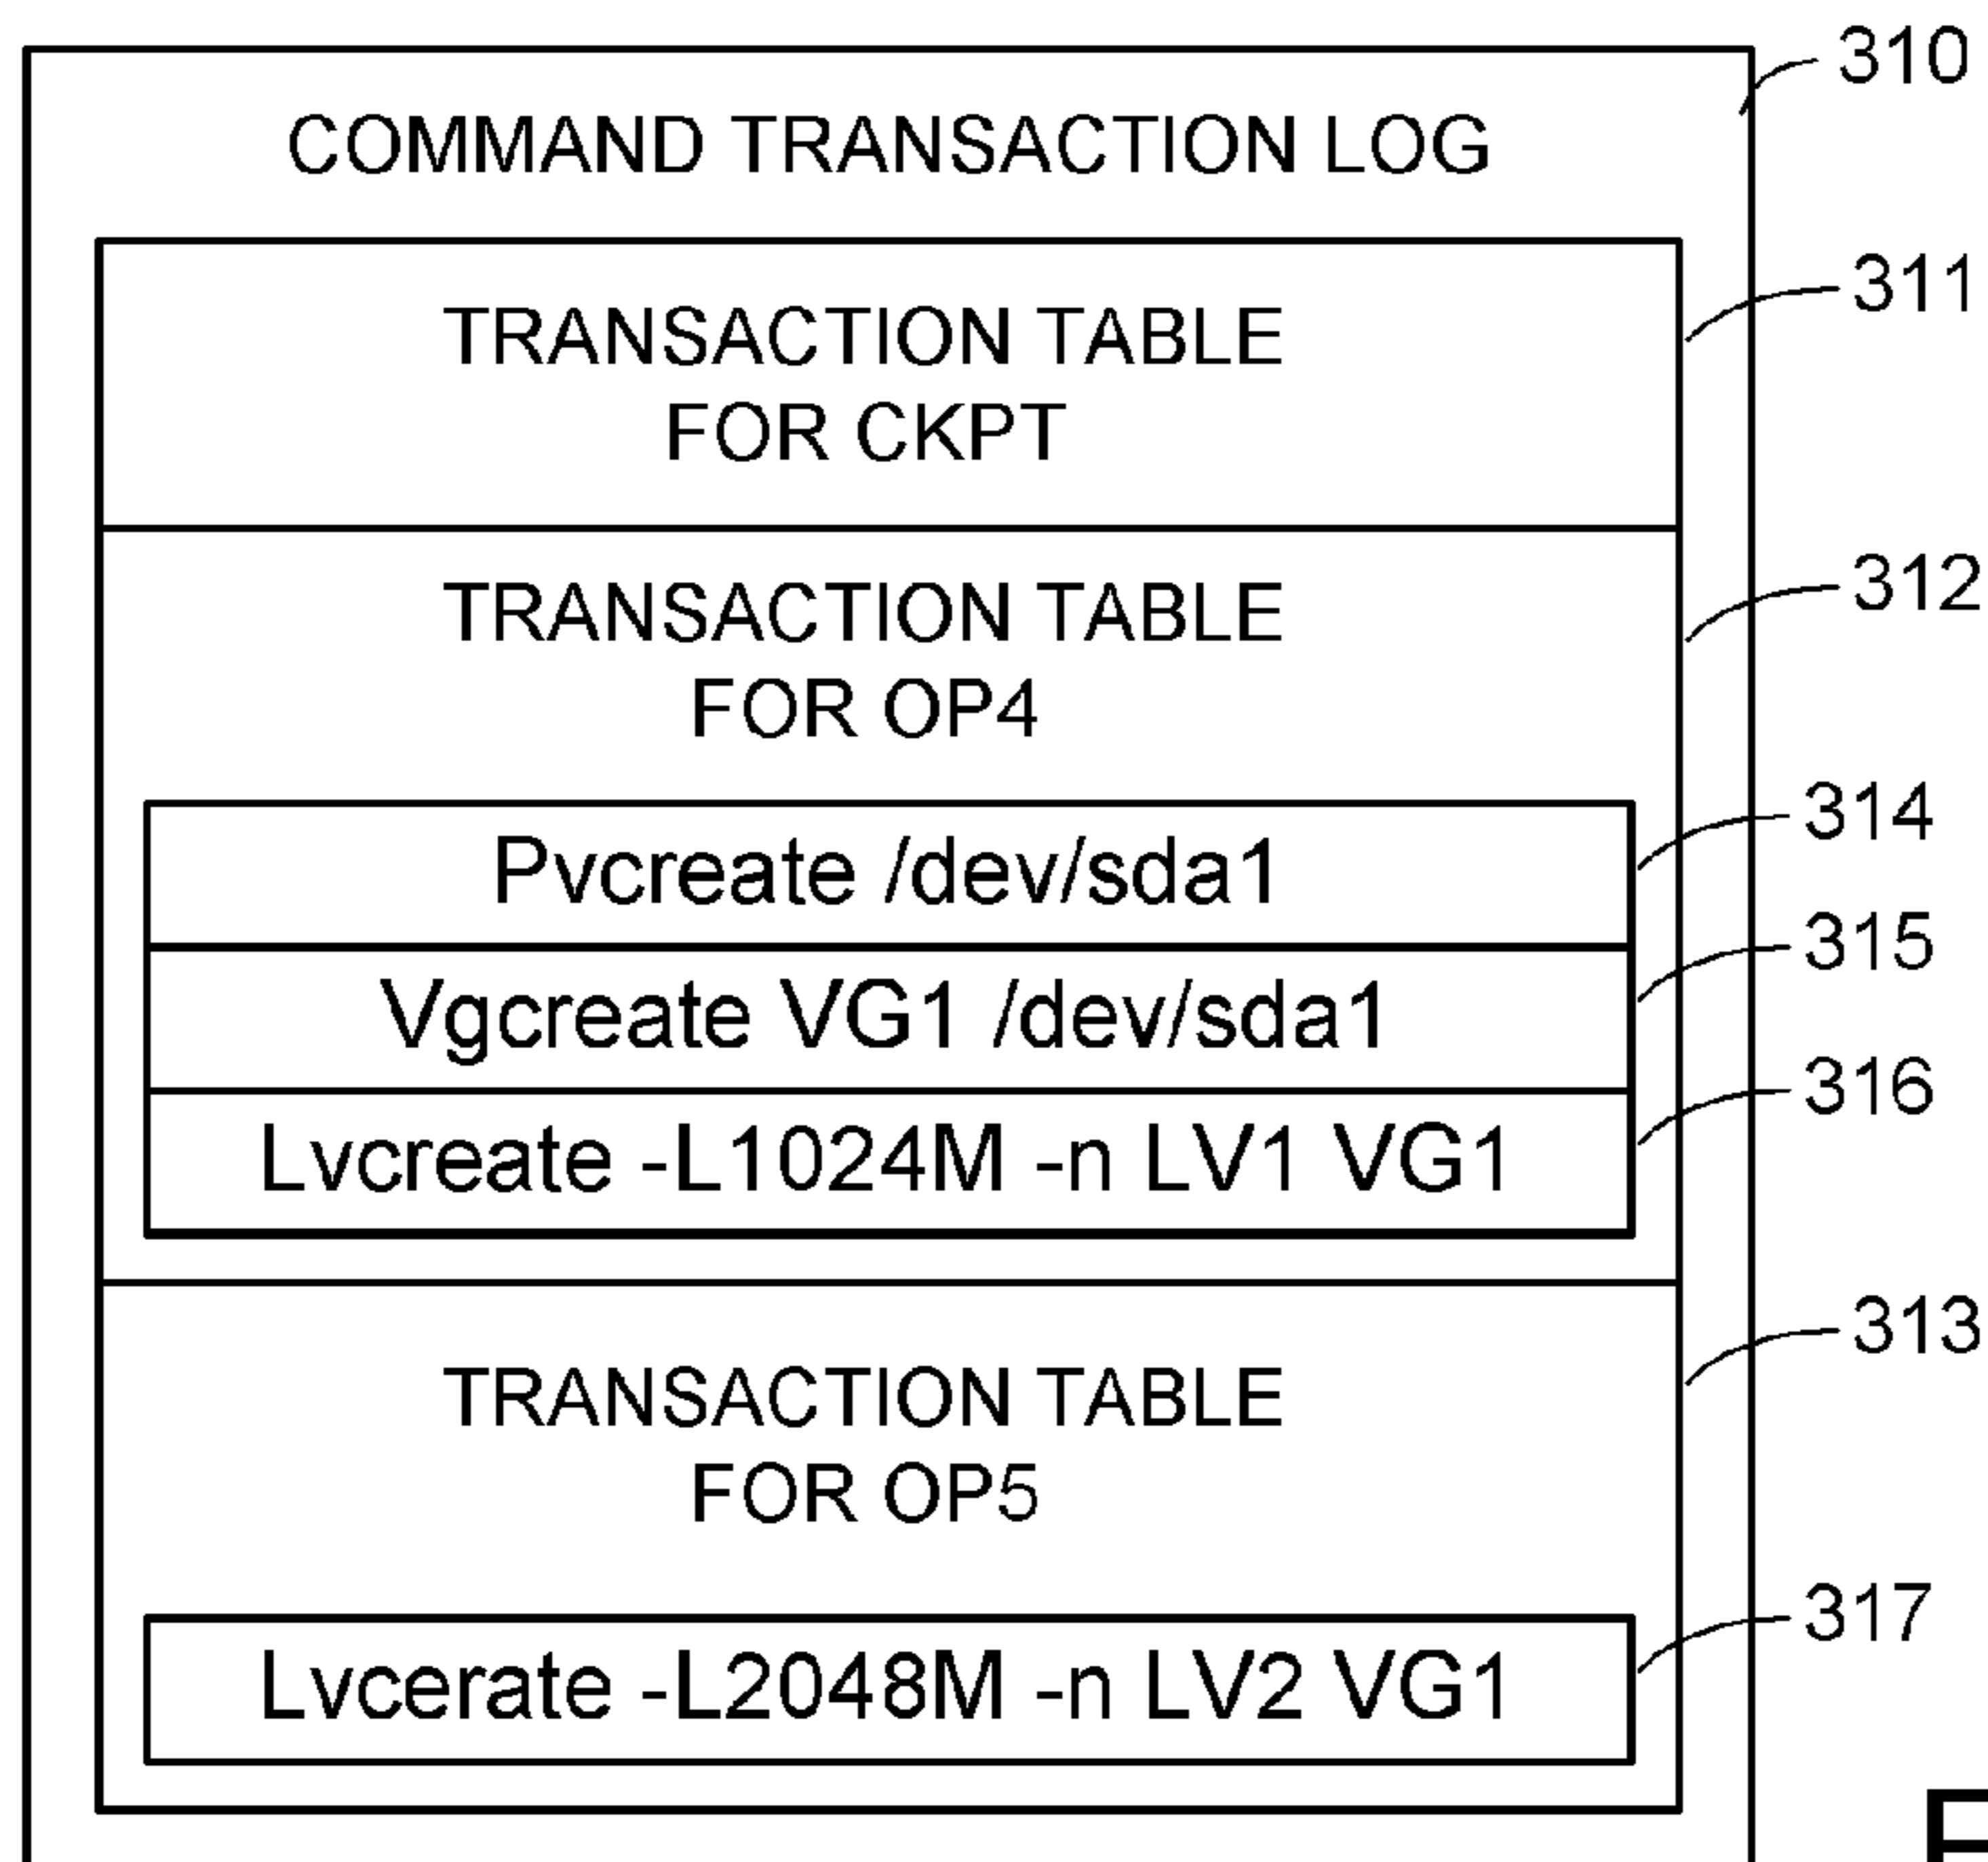 310
COMMAND TRANSACTION LOG
311
TRANSACTION TABLE
FOR CKPT
312
TRANSACTION TABLE
FOR OP4
314
Pvcreate /dev/sda1
315
Vgcreate VG1 /dev/sda1
316
Lvcreate -L1024M -n LV1 VG1
313
TRANSACTION TABLE
FOR OP5
317
Lvcerate -L2048M -n LV2 VG1